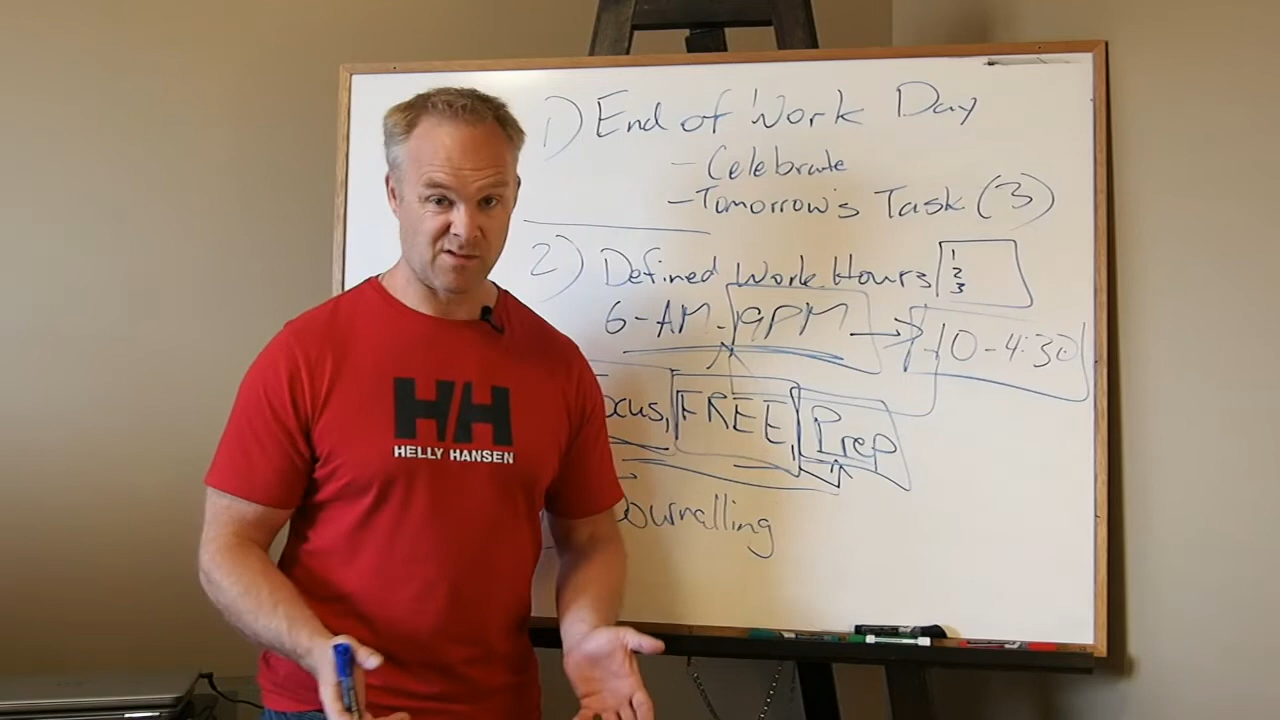 1) End of Work Day
- Celebrate
- Tomorrow's Task (3)
2) Defined Work Hours
1
2
3
6-AM - 9PM → 10-4:30
ocus, FREE, Prep
Journalling
HH
HELLY HANSEN